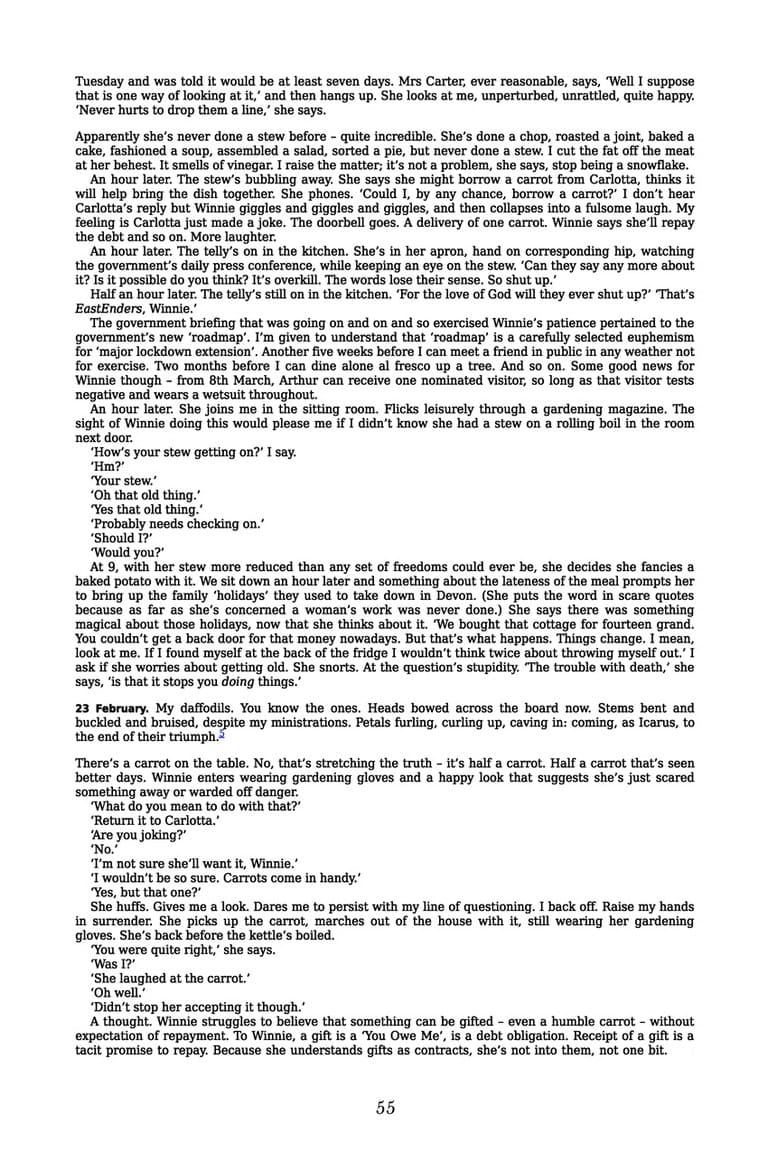 Tuesday and was told it would be at least seven days. Mrs Carter, ever reasonable, says, ‘Well I suppose
that is one way of looking at it,’ and then hangs up. She looks at me, unperturbed, unrattled, quite happy.
‘Never hurts to drop them a line,’ she says.
Apparently she’s never done a stew before – quite incredible. She’s done a chop, roasted a joint, baked a
cake, fashioned a soup, assembled a salad, sorted a pie, but never done a stew. I cut the fat off the meat
at her behest. It smells of vinegar. I raise the matter; it’s not a problem, she says, stop being a snowflake.
An hour later. The stew’s bubbling away. She says she might borrow a carrot from Carlotta, thinks it
will help bring the dish together. She phones. ‘Could I, by any chance, borrow a carrot?’ I don’t hear
Carlotta’s reply but Winnie giggles and giggles and giggles, and then collapses into a fulsome laugh. My
feeling is Carlotta just made a joke. The doorbell goes. A delivery of one carrot. Winnie says she’ll repay
the debt and so on. More laughter.
An hour later. The telly’s on in the kitchen. She’s in her apron, hand on corresponding hip, watching
the government’s daily press conference, while keeping an eye on the stew. ‘Can they say any more about
it? Is it possible do you think? It’s overkill. The words lose their sense. So shut up.’
Half an hour later. The telly’s still on in the kitchen. ‘For the love of God will they ever shut up?’ ‘That’s
EastEnders, Winnie.’
The government briefing that was going on and on and so exercised Winnie’s patience pertained to the
government’s new ‘roadmap’. I’m given to understand that ‘roadmap’ is a carefully selected euphemism
for ‘major lockdown extension’. Another five weeks before I can meet a friend in public in any weather not
for exercise. Two months before I can dine alone al fresco up a tree. And so on. Some good news for
Winnie though – from 8th March, Arthur can receive one nominated visitor, so long as that visitor tests
negative and wears a wetsuit throughout.
An hour later. She joins me in the sitting room. Flicks leisurely through a gardening magazine. The
sight of Winnie doing this would please me if I didn’t know she had a stew on a rolling boil in the room
next door.
‘How’s your stew getting on?’ I say.
‘Hm?’
‘Your stew.’
‘Oh that old thing.’
‘Yes that old thing.’
‘Probably needs checking on.’
‘Should I?’
‘Would you?’
At 9, with her stew more reduced than any set of freedoms could ever be, she decides she fancies a
baked potato with it. We sit down an hour later and something about the lateness of the meal prompts her
to bring up the family ‘holidays’ they used to take down in Devon. (She puts the word in scare quotes
because as far as she’s concerned a woman’s work was never done.) She says there was something
magical about those holidays, now that she thinks about it. ‘We bought that cottage for fourteen grand.
You couldn’t get a back door for that money nowadays. But that’s what happens. Things change. I mean,
look at me. If I found myself at the back of the fridge I wouldn’t think twice about throwing myself out.’ I
ask if she worries about getting old. She snorts. At the question’s stupidity. ‘The trouble with death,’ she
says, ‘is that it stops you doing things.’
23 February. My daffodils. You know the ones. Heads bowed across the board now. Stems bent and
buckled and bruised, despite my ministrations. Petals furling, curling up, caving in: coming, as Icarus, to
the end of their triumph.5
There’s a carrot on the table. No, that’s stretching the truth – it’s half a carrot. Half a carrot that’s seen
better days. Winnie enters wearing gardening gloves and a happy look that suggests she’s just scared
something away or warded off danger.
‘What do you mean to do with that?’
‘Return it to Carlotta.’
‘Are you joking?’
‘No.’
‘I’m not sure she’ll want it, Winnie.’
‘I wouldn’t be so sure. Carrots come in handy.’
‘Yes, but that one?’
She huffs. Gives me a look. Dares me to persist with my line of questioning. I back off. Raise my hands
in surrender. She picks up the carrot, marches out of the house with it, still wearing her gardening
gloves. She’s back before the kettle’s boiled.
‘You were quite right,’ she says.
‘Was I?’
‘She laughed at the carrot.’
‘Oh well.’
‘Didn’t stop her accepting it though.’
A thought. Winnie struggles to believe that something can be gifted – even a humble carrot – without
expectation of repayment. To Winnie, a gift is a ‘You Owe Me’, is a debt obligation. Receipt of a gift is a
tacit promise to repay. Because she understands gifts as contracts, she’s not into them, not one bit.
55